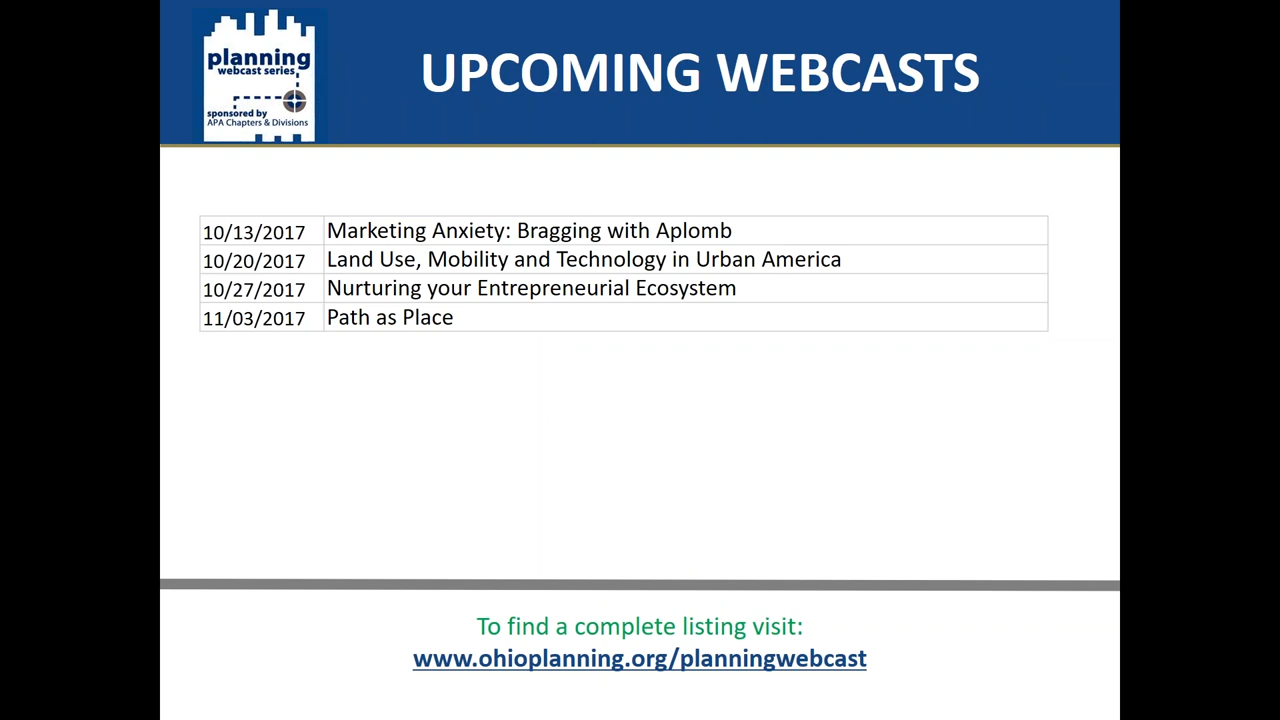 planning
webcast series
sponsored by
APA Chapters & Divisions
UPCOMING WEBCASTS
10/13/2017 Marketing Anxiety: Bragging with Aplomb
10/20/2017 Land Use, Mobility and Technology in Urban America
10/27/2017 Nurturing your Entrepreneurial Ecosystem
11/03/2017 Path as Place
To find a complete listing visit:
www.ohioplanning.org/planningwebcast